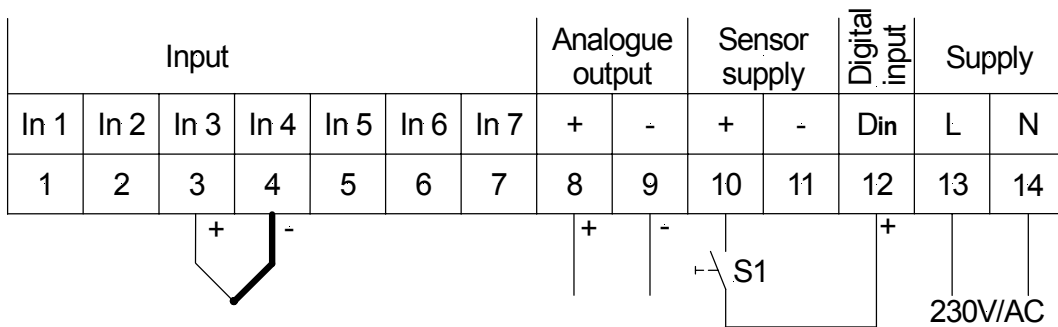 Input
Analogue
output
Sensor
supply
Digital
input
Supply
In 1 In 2 In 3 In 4 In 5 In 6 In 7 + - + - Din L N
1 2 3 4 5 6 7 8 9 10 11 12 13 14
+ - + - +
S1
230V/AC